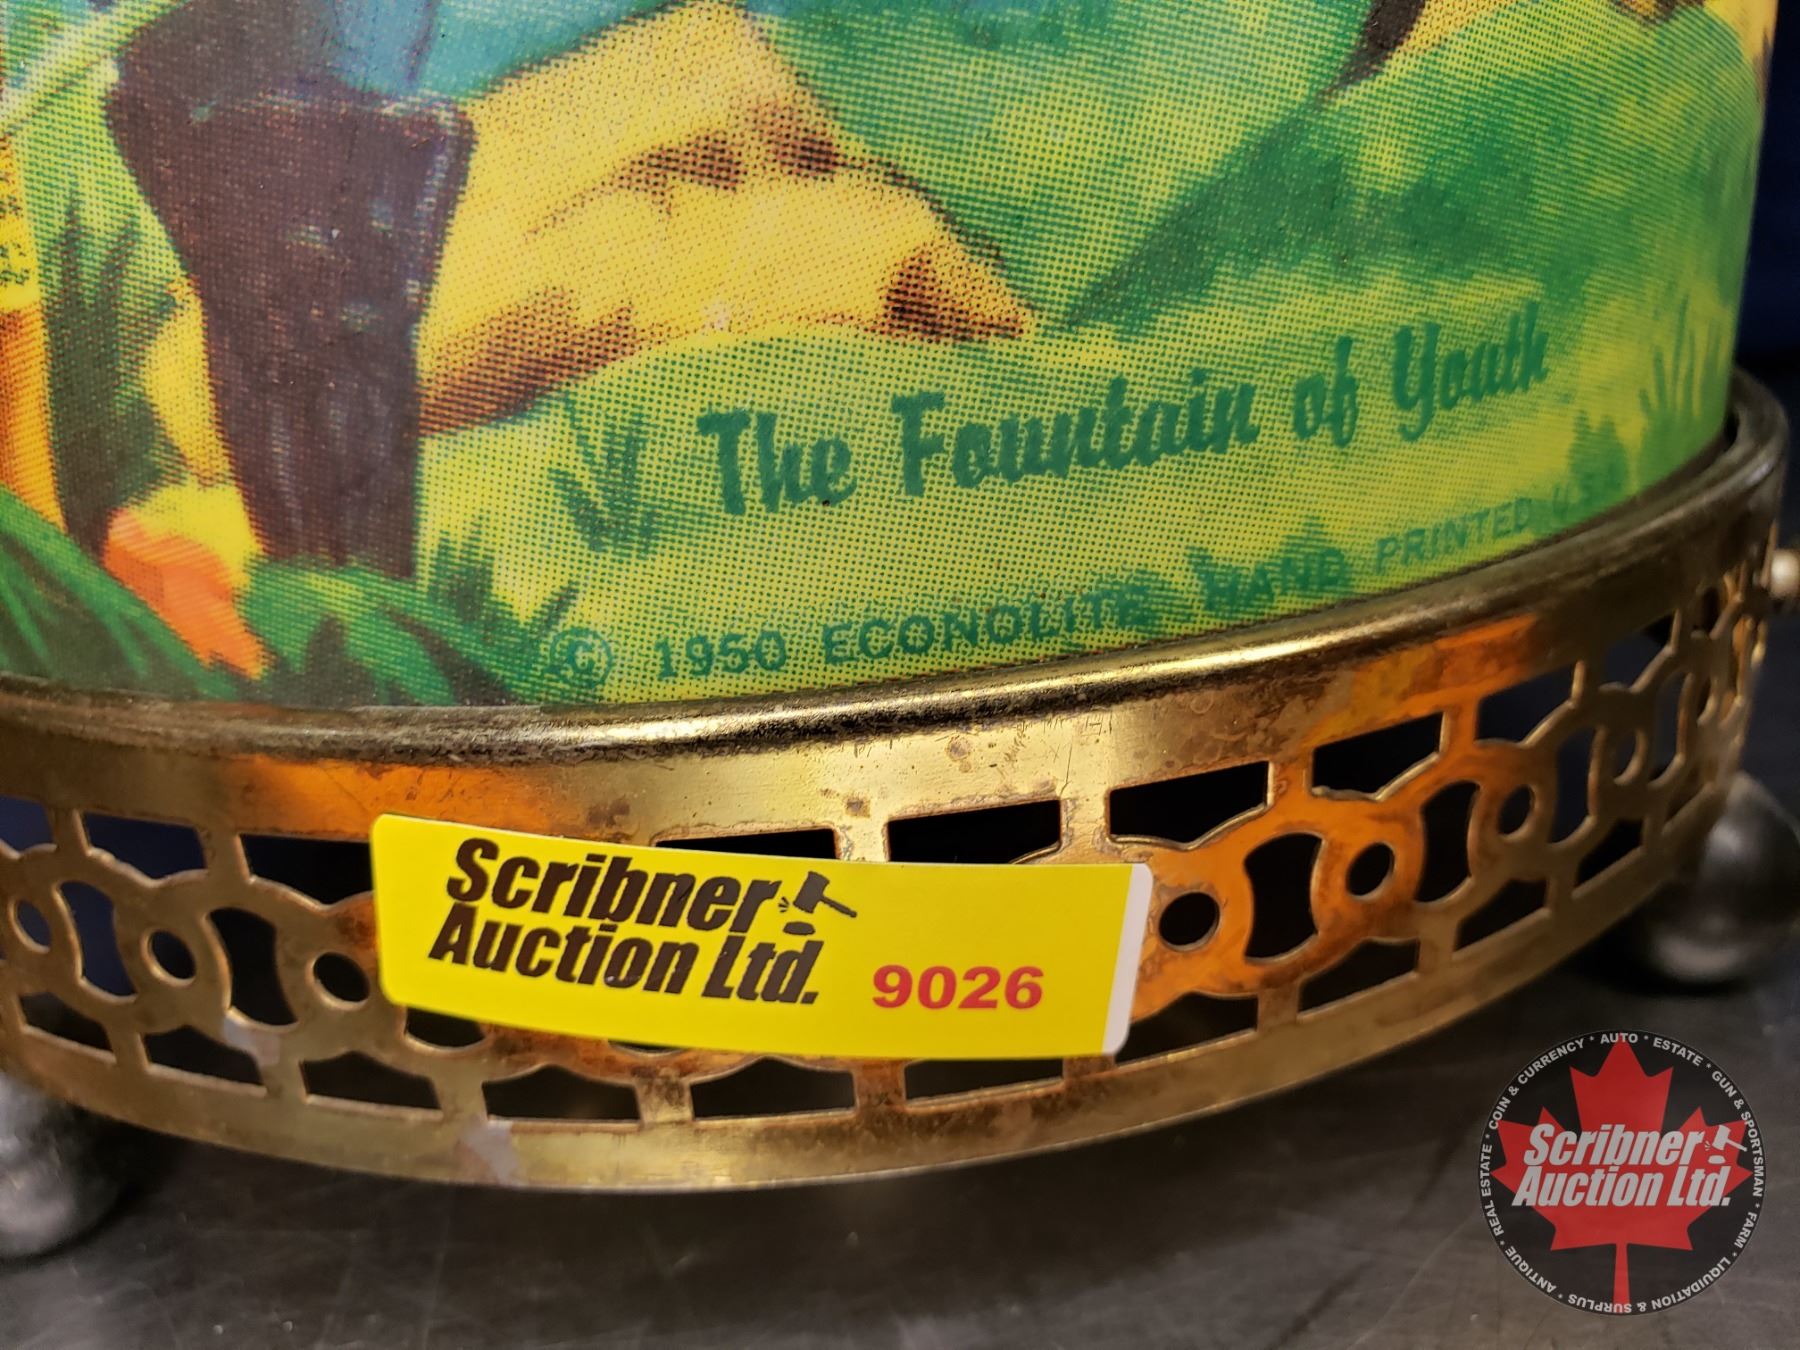 The Fountain of Youth
© 1950 ECONOLITE HAND PRINTED U.S.A.
Scribner
Auction Ltd.
9026
COIN & CURRENCY * AUTO * ESTATE * GUN & SPORTSMAN * FARM * LIQUIDATION & SURPLUS * ANTIQUE * REAL ESTATE *
Scribner
Auction Ltd.